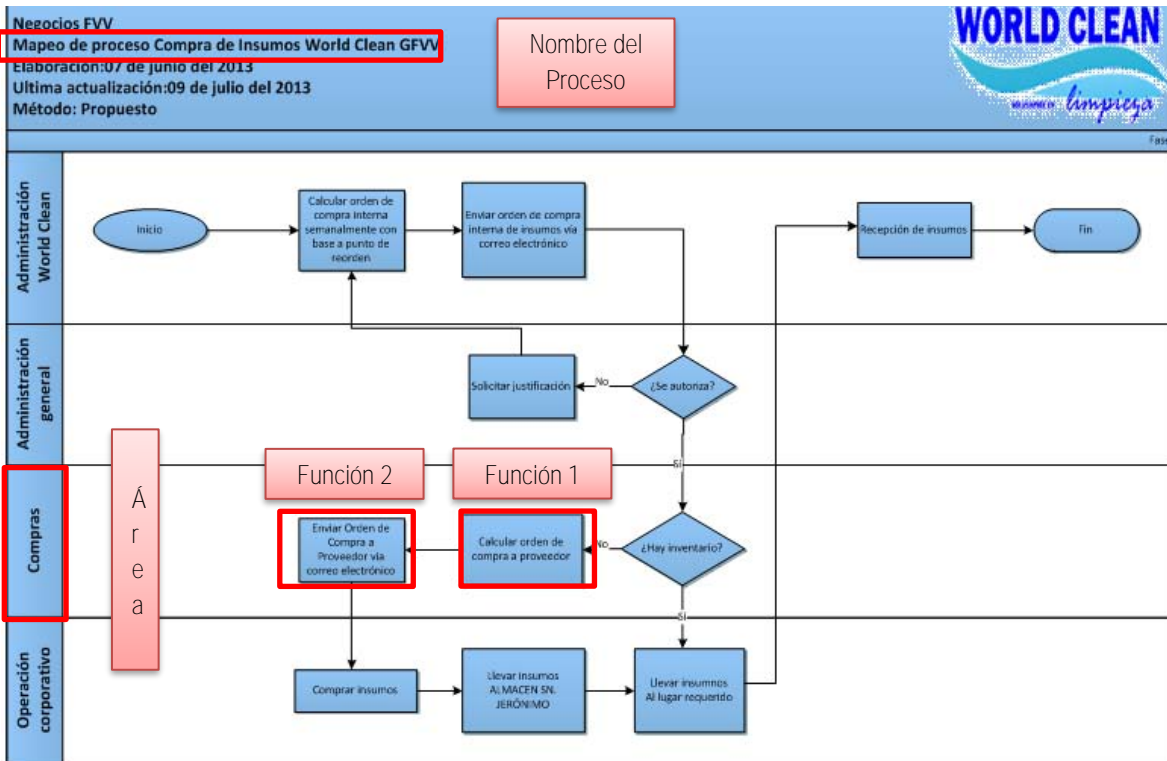 Negocios FVV
Mapeo de proceso Compra de Insumos World Clean GFVV
Elaboración:07 de junio del 2013
Ultima actualización:09 de julio del 2013
Método: Propuesto
Nombre del
Proceso
WORLD CLEAN
limpieza
Fase
Administración
World Clean
Inicio
Calcular orden de
compra interna
semanalmente con
base a punto de
reorden
Enviar orden de compra
interna de insumos vía
correo electrónico
Recepción de insumos
Fin
Administración
general
Solicitar justificación
No
¿Se autoriza?
Sí
Compras
Área
Función 2
Función 1
Enviar Orden de
Compra a
Proveedor vía
correo electrónico
Calcular orden de
compra a proveedor
No
¿Hay inventario?
Sí
Operación
corporativo
Comprar insumos
Llevar insumos
ALMACEN SN.
JERÓNIMO
Llevar insumnos
Al lugar requerido